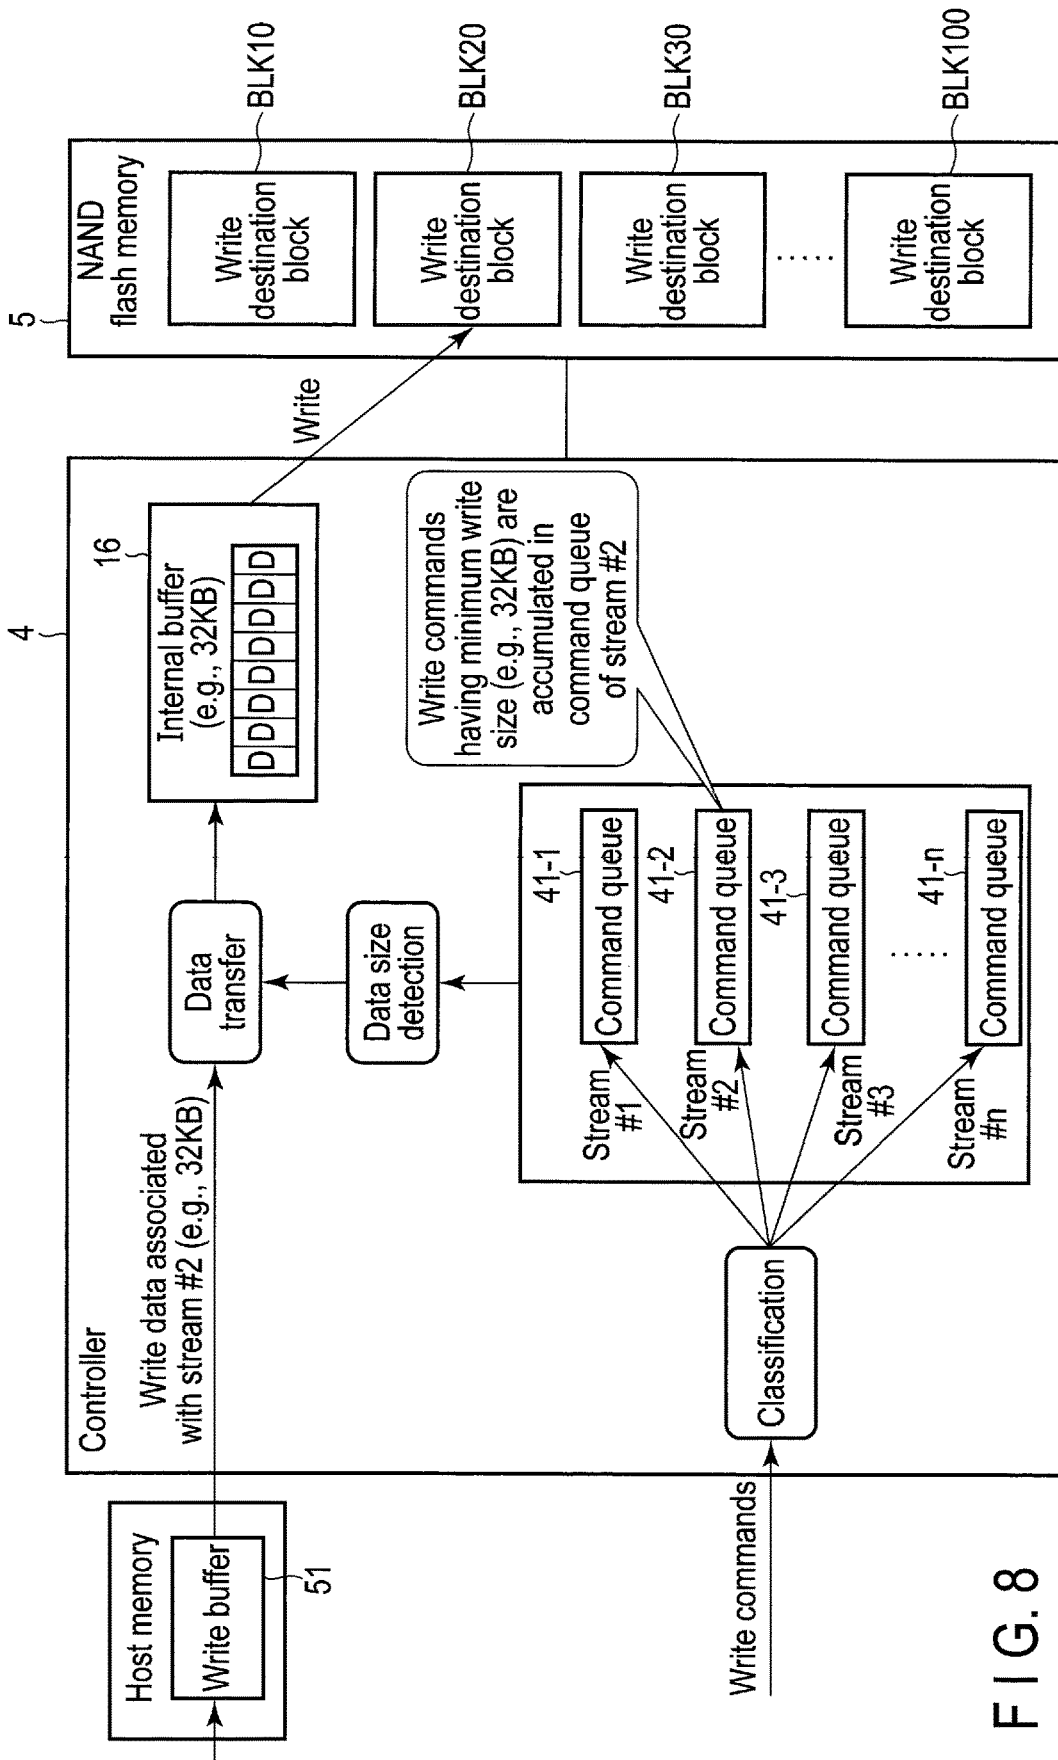 Host memory
Write buffer
51
Controller
4
Write data associated
with stream #2 (e.g., 32KB)
Data
transfer
Data size
detection
16
Internal buffer
(e.g., 32KB)
D D D D D D D D
Write
Write commands
having minimum write
size (e.g., 32KB) are
accumulated in
command queue
of stream #2
Write commands
Classification
Stream
#1
41-1
Command queue
Stream
#2
41-2
Command queue
Stream
#3
41-3
Command queue
.....
Stream
#n
41-n
Command queue
5
NAND
flash memory
Write
destination
block
BLK10
Write
destination
block
BLK20
Write
destination
block
BLK30
.....
Write
destination
block
BLK100
F I G. 8